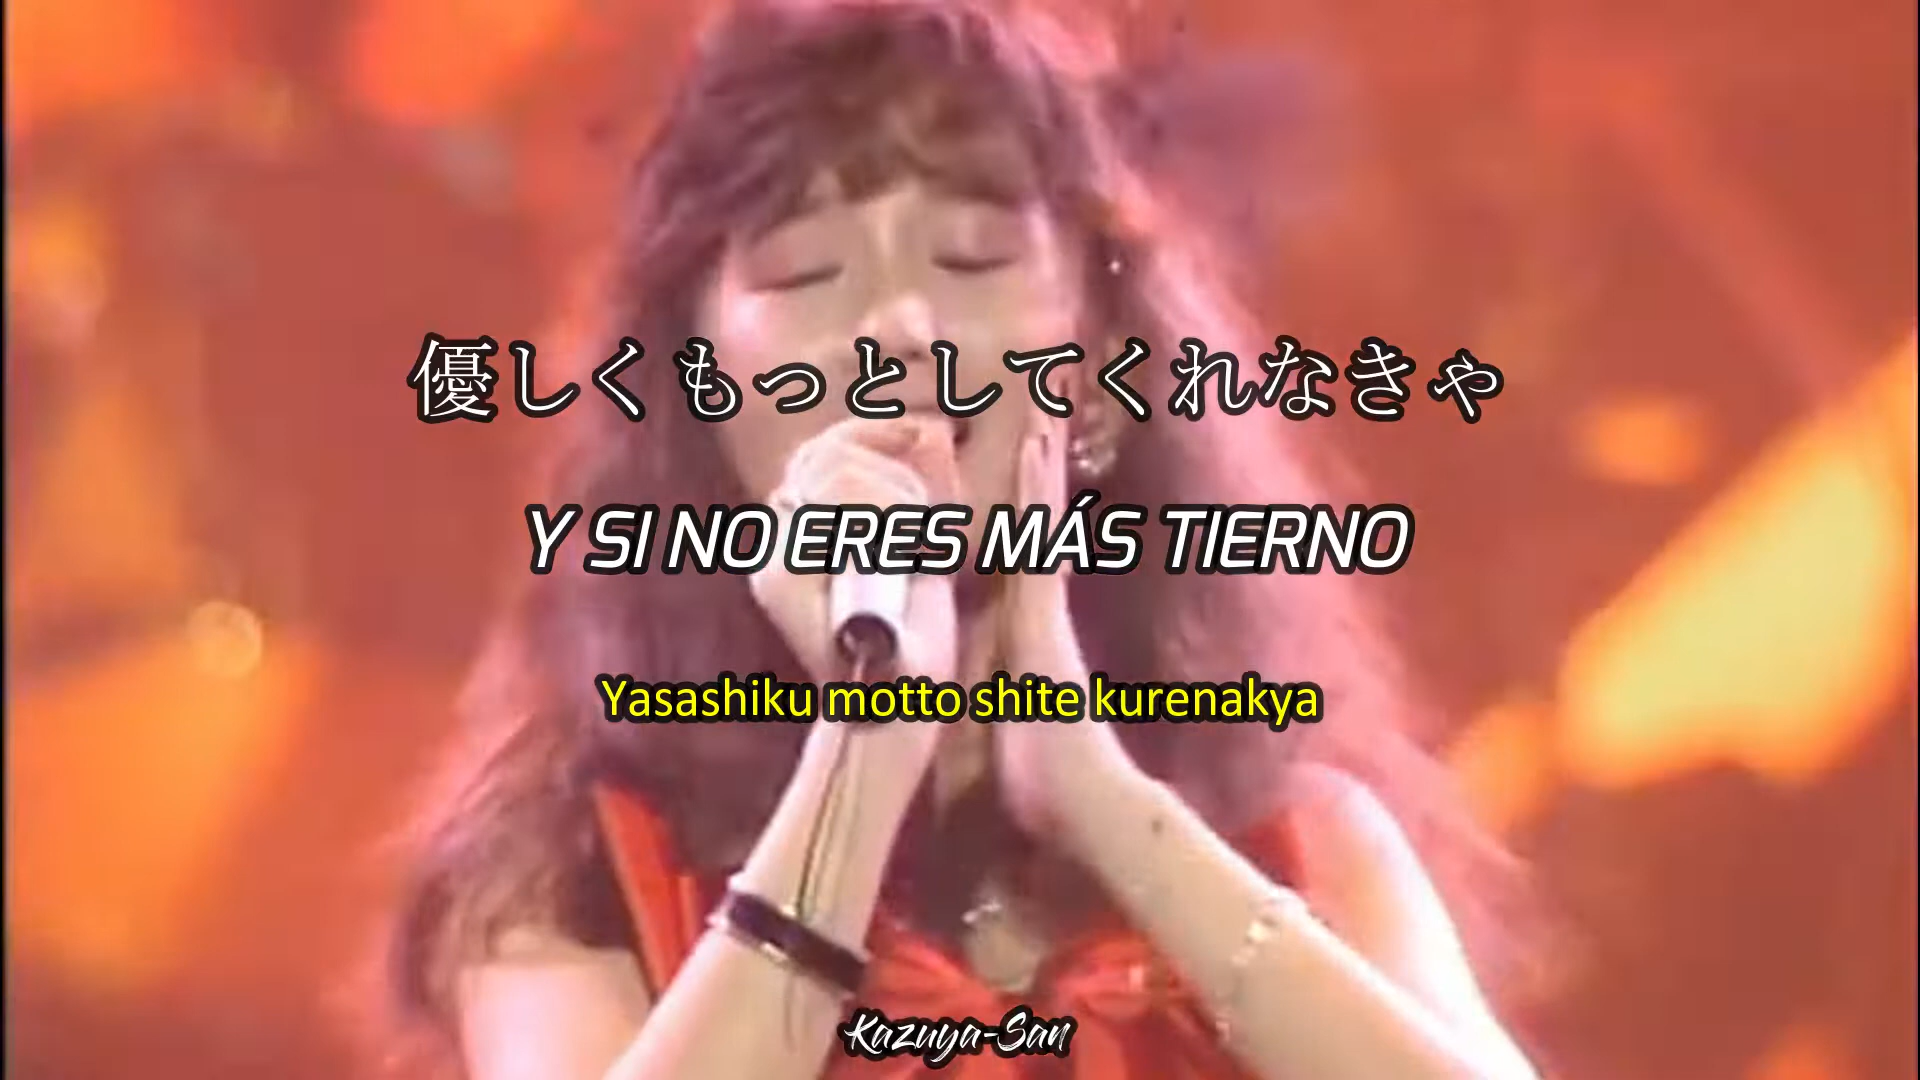 優しくもっとしてくれなきゃ
Y SI NO ERES MÁS TIERNO
Yasashiku motto shite kurenakya
Kazuya-San